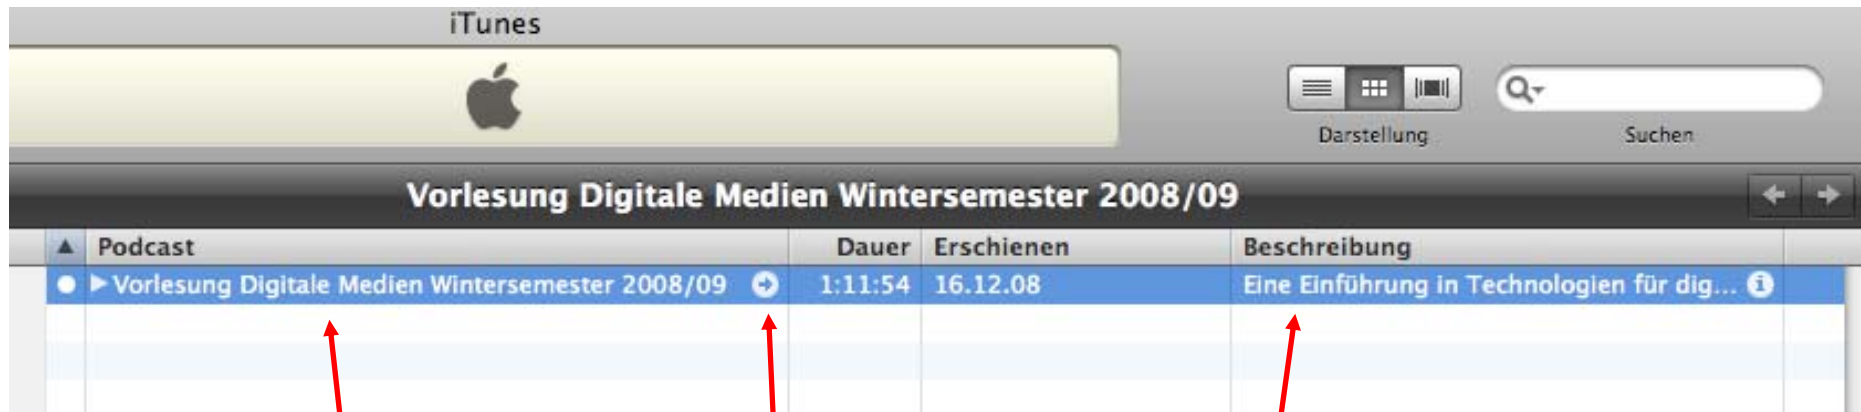 iTunes
Darstellung Suchen
Vorlesung Digitale Medien Wintersemester 2008/09
Podcast Dauer Erschienen Beschreibung
Vorlesung Digitale Medien Wintersemester 2008/09 1:11:54 16.12.08 Eine Einführung in Technologien für dig...